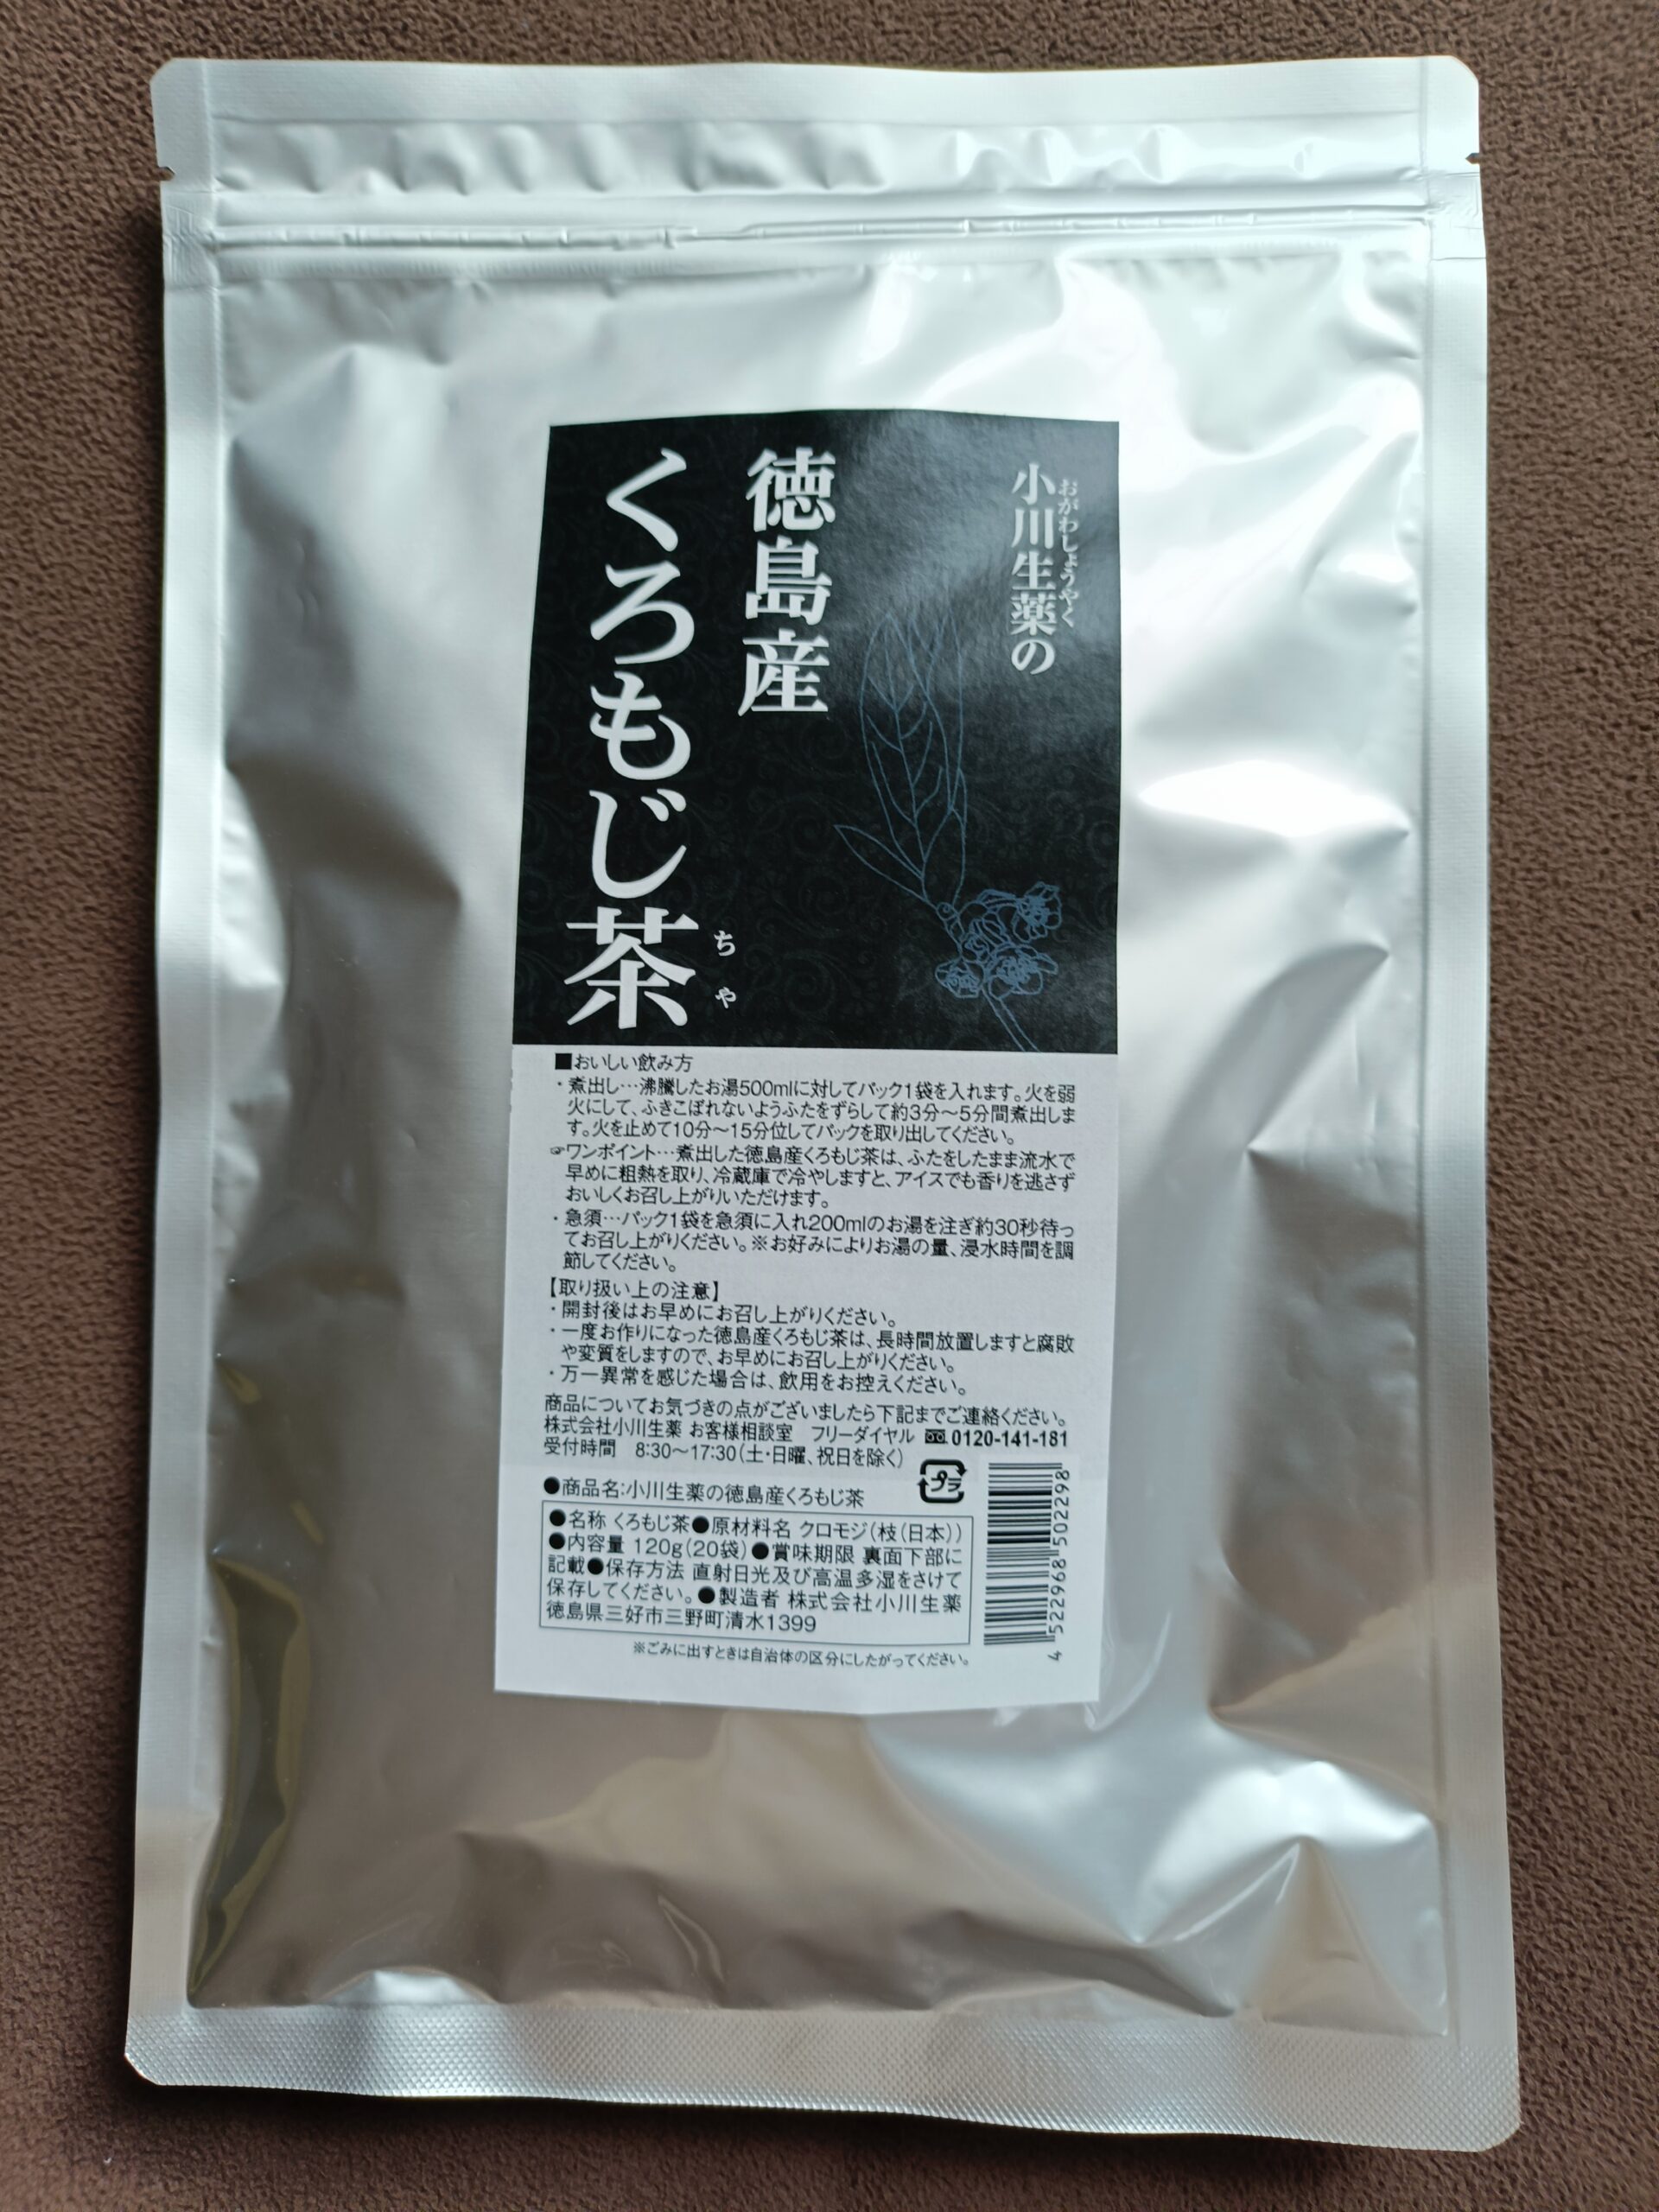 小川生薬の
おがわしょうやく
徳島産
くろもじ茶
ちゃ
■おいしい飲み方
・煮出し…沸騰したお湯500mlに対してパック1袋を入れます。火を弱
火にして、ふきこぼれないようふたをずらして約3分～5分間煮出しま
す。火を止めて10分～15分位してパックを取り出してください。
☞ワンポイント…煮出した徳島産くろもじ茶は、ふたをしたまま流水で
早めに粗熱を取り、冷蔵庫で冷やしますと、アイスでも香りを逃さず
おいしくお召し上がりいただけます。
・急須…パック1袋を急須に入れ200mlのお湯を注ぎ約30秒待っ
てお召し上がりください。※お好みによりお湯の量、浸水時間を調
節してください。
【取り扱い上の注意】
・開封後はお早めにお召し上がりください。
・一度お作りになった徳島産くろもじ茶は、長時間放置しますと腐敗
や変質をしますので、お早めにお召し上がりください。
・万一異常を感じた場合は、飲用をお控えください。
商品についてお気づきの点がございましたら下記までご連絡ください。
株式会社小川生薬 お客様相談室 フリーダイヤル 0120-141-181
受付時間 8:30～17:30(土・日曜、祝日を除く)
プラ
●商品名:小川生薬の徳島産くろもじ茶
●名称 くろもじ茶●原材料名 クロモジ(枝(日本))
●内容量 120g(20袋)●賞味期限 裏面下部に
記載●保存方法 直射日光及び高温多湿をさけて
保存してください。●製造者 株式会社小川生薬
徳島県三好市三野町清水1399
4 522968 502298
※ごみに出すときは自治体の区分にしたがってください。